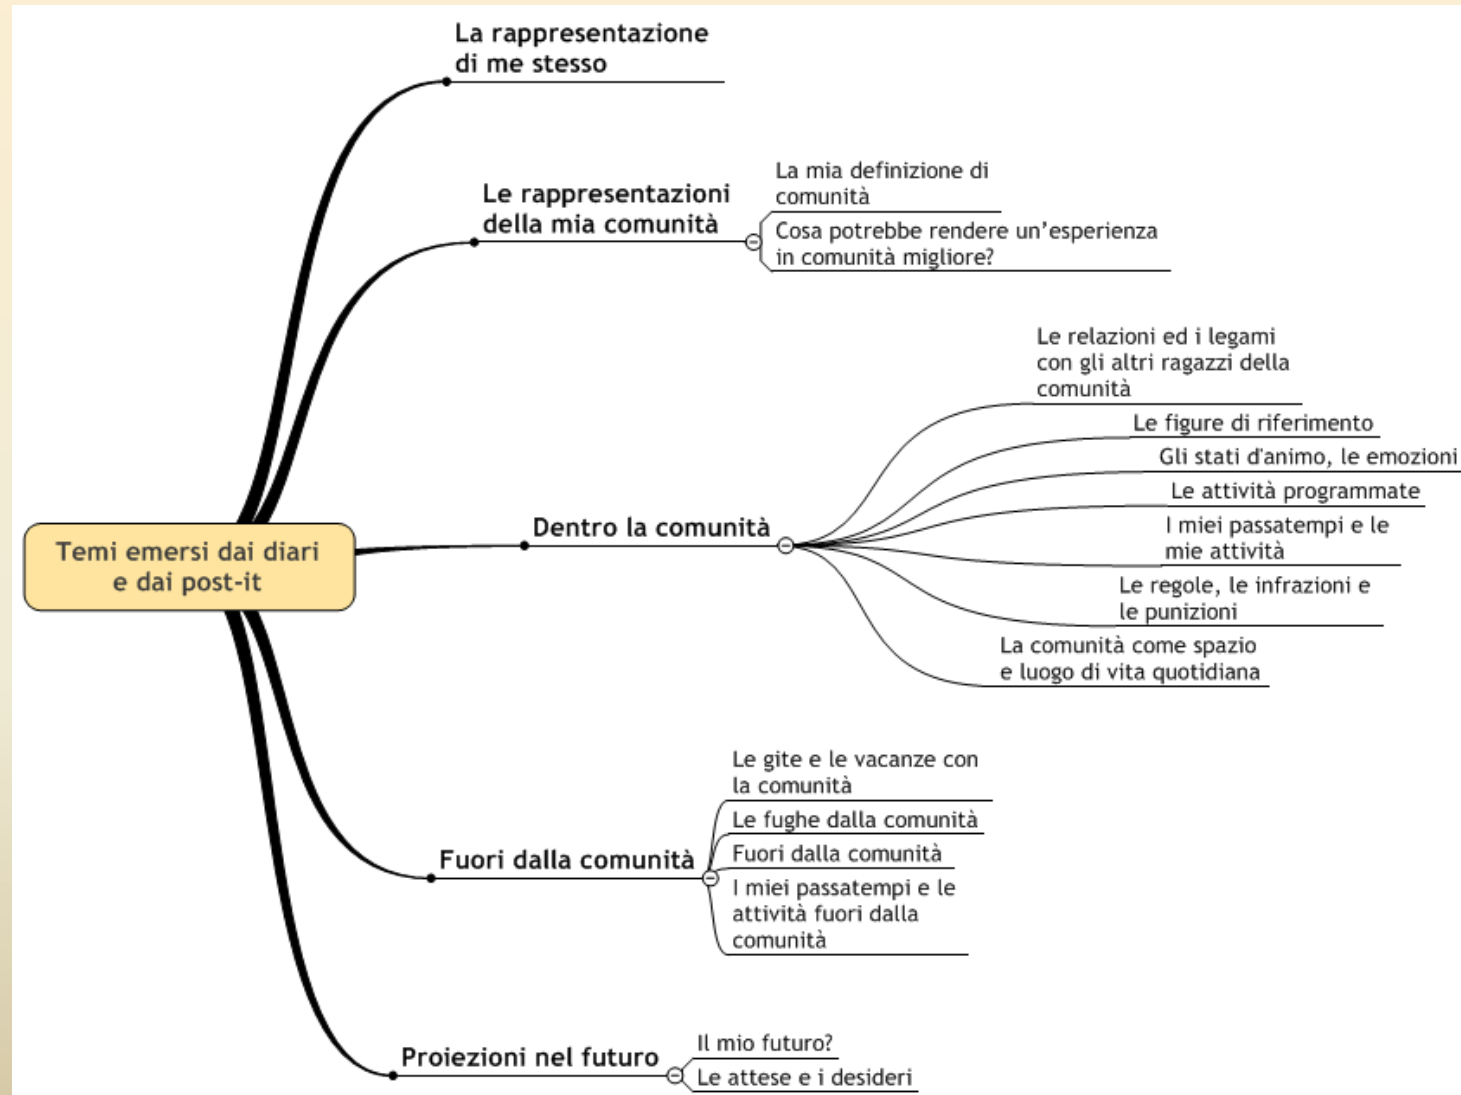 La rappresentazione
di me stesso
Le rappresentazioni
della mia comunità
La mia definizione di
comunità
Cosa potrebbe rendere un'esperienza
in comunità migliore?
Temi emersi dai diari
e dai post-it
Dentro la comunità
Le relazioni ed i legami
con gli altri ragazzi della
comunità
Le figure di riferimento
Gli stati d'animo, le emozioni
Le attività programmate
I miei passatempi e le
mie attività
Le regole, le infrazioni e
le punizioni
La comunità come spazio
e luogo di vita quotidiana
Fuori dalla comunità
Le gite e le vacanze con
la comunità
Le fughe dalla comunità
Fuori dalla comunità
I miei passatempi e le
attività fuori dalla
comunità
Proiezioni nel futuro
Il mio futuro?
Le attese e i desideri